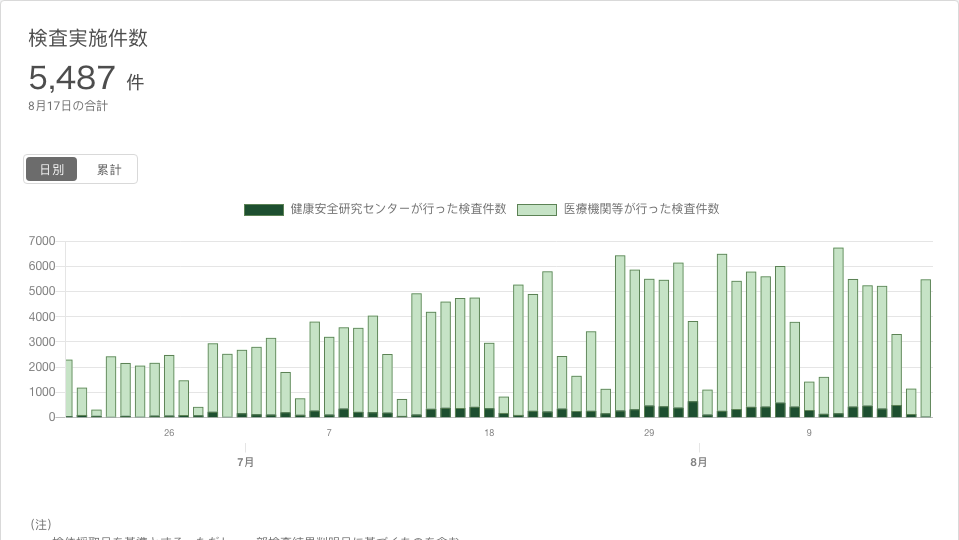 検査実施件数
5,487 件
8月17日の合計
日別 累計
健康安全研究センターが行った検査件数 医療機関等が行った検査件数
7000
6000
5000
4000
3000
2000
1000
0
26 7 18 29 9
7月 8月
(注)